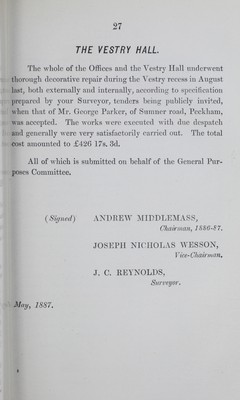 27
THE VESTRY HALL.
The whole of the Offices and the Vestry Hall underwent
thorough decorative repair during the Vestry recess in August
last, both externally and internally, according to specification
prepared by your Surveyor, tenders being publicly invited,
when that of Mr. George Parker, of Sumner road, Peckham,
was accepted. The works were executed with due despatch
and generally were very satisfactorily carried out. The total
cost amounted to £426 17s. 3d.
All of which is submitted on behalf of the General Pur-
poses Committee.
(Signed) ANDREW MIDDLEMASS,
Chairman, 1886-87.
JOSEPH NICHOLAS WESSON,
Vice-Chairman.
J. C. REYNOLDS,
Surveyor.
May, 1887.